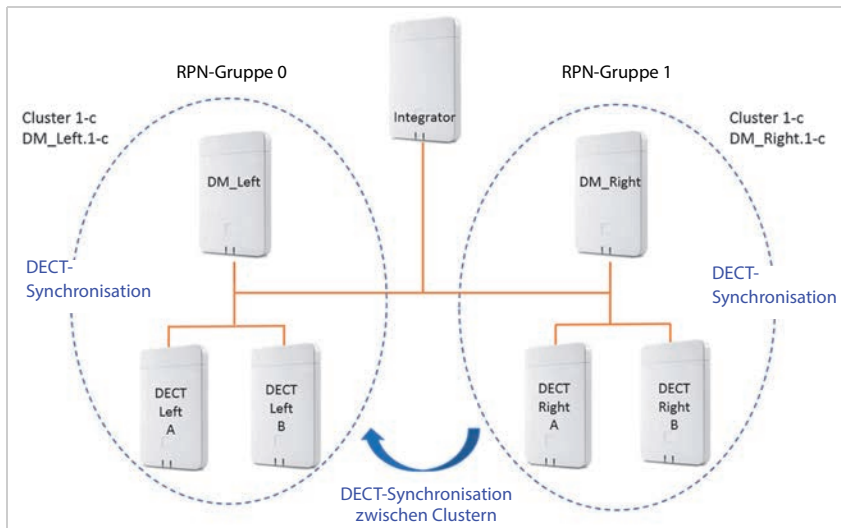 RPN-Gruppe 0
RPN-Gruppe 1
Integrator
Cluster 1-c
DM_Left.1-c
Cluster 1-c
DM_Right.1-c
DM_Left
DM_Right
DECT-
Synchronisation
DECT-
Synchronisation
DECT
Left
A
DECT
Left
B
DECT
Right
A
DECT
Right
B
DECT-Synchronisation
zwischen Clustern